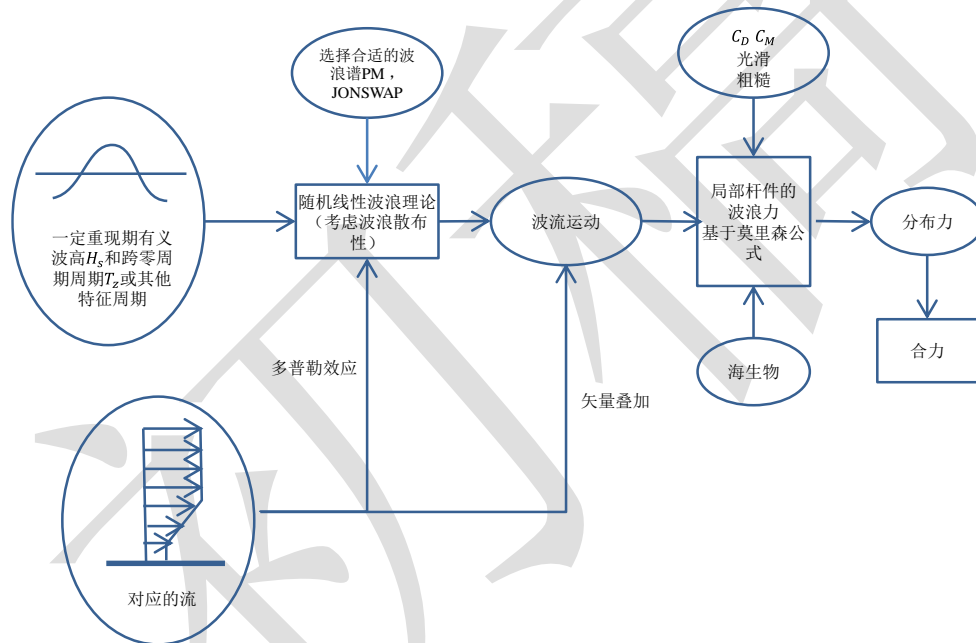 选择合适的波
浪谱PM ，
JONSWAP
C_D C_M
光滑
粗糙
一定重现期有义
波高H_s和跨零周
期周期T_z或其他
特征周期
随机线性波浪理论
（考虑波浪散布
性）
波流运动
局部杆件的
波浪力
基于莫里森公
式
分布力
合力
海生物
多普勒效应
矢量叠加
对应的流
初稿